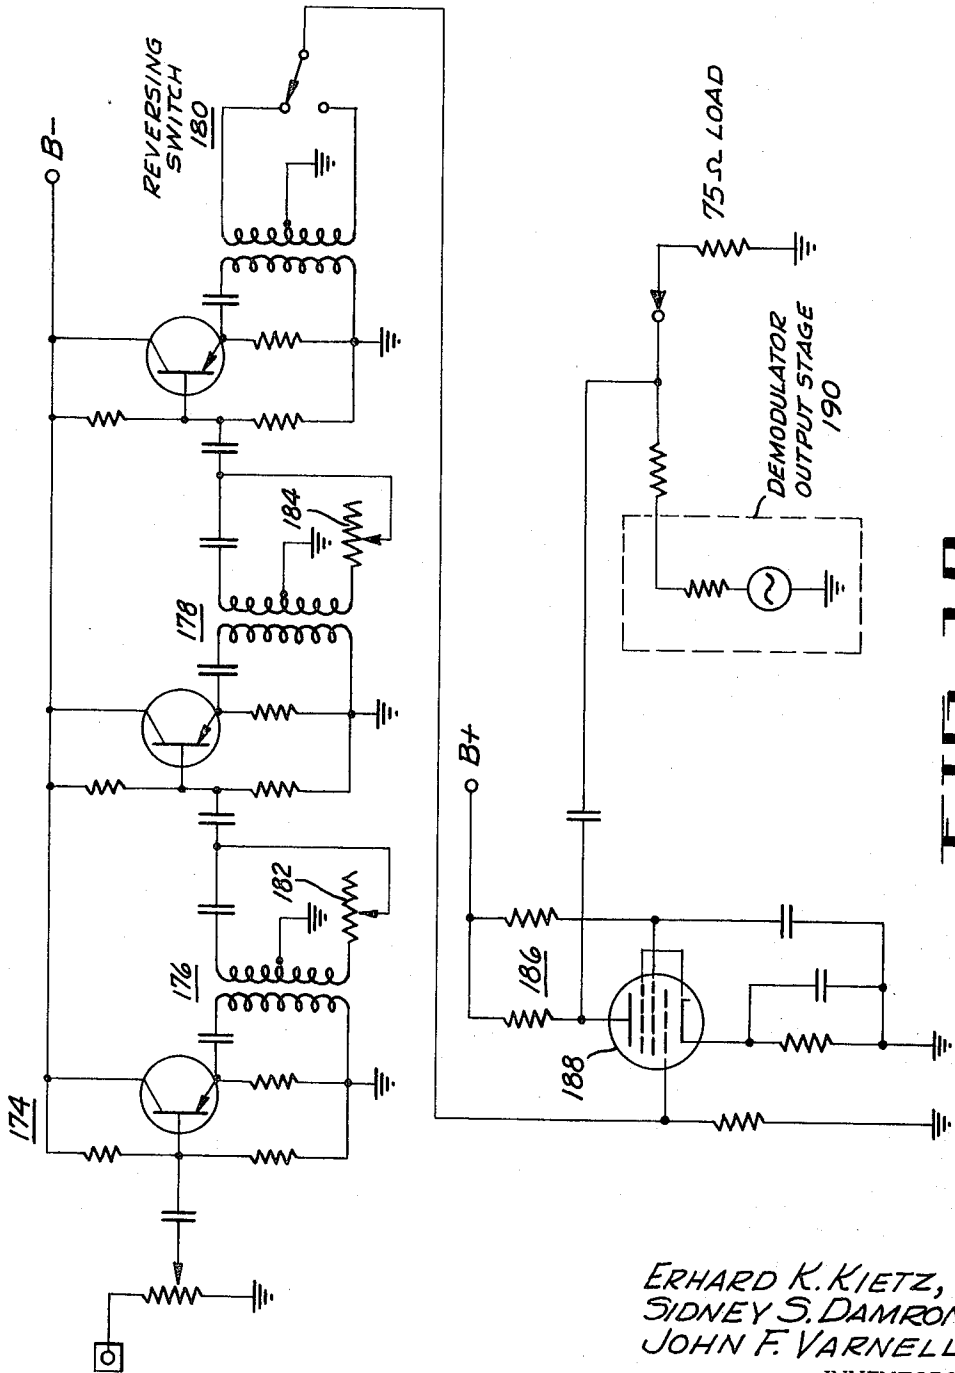 174
176
182
178
184
B-
REVERSING
SWITCH
180
B+
186
188
75Ω LOAD
DEMODULATOR
OUTPUT STAGE
190
ERHARD K. KIETZ,
SIDNEY S. DAMRON
JOHN F. VARNELL